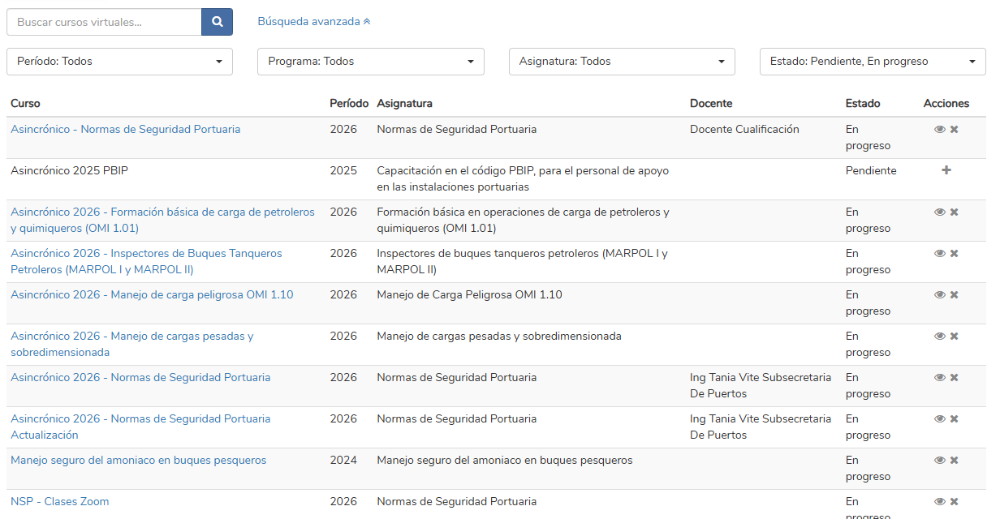 Buscar cursos virtuales...
Búsqueda avanzada
Período: Todos
Programa: Todos
Asignatura: Todos
Estado: Pendiente, En progreso
Curso Período Asignatura Docente Estado Acciones
Asincrónico - Normas de Seguridad Portuaria 2026 Normas de Seguridad Portuaria Docente Cualificación En
progreso
Asincrónico 2025 PBIP 2025 Capacitación en el código PBIP, para el personal de apoyo Pendiente
en las instalaciones portuarias
Asincrónico 2026 - Formación básica de carga de petroleros 2026 Formación básica en operaciones de carga de petroleros y En
y quimiqueros (OMI 1.01) quimiqueros (OMI 1.01) progreso
Asincrónico 2026 - Inspectores de Buques Tanqueros 2026 Inspectores de buques tanqueros petroleros (MARPOL I y En
Petroleros (MARPOL I y MARPOL II) MARPOL II) progreso
Asincrónico 2026 - Manejo de carga peligrosa OMI 1.10 2026 Manejo de Carga Peligrosa OMI 1.10 En
progreso
Asincrónico 2026 - Manejo de cargas pesadas y 2026 Manejo de cargas pesadas y sobredimensionada En
sobredimensionada progreso
Asincrónico 2026 - Normas de Seguridad Portuaria 2026 Normas de Seguridad Portuaria Ing Tania Vite Subsecretaria En
De Puertos progreso
Asincrónico 2026 - Normas de Seguridad Portuaria 2026 Normas de Seguridad Portuaria Ing Tania Vite Subsecretaria En
Actualización De Puertos progreso
Manejo seguro del amoniaco en buques pesqueros 2024 Manejo seguro del amoniaco en buques pesqueros En
progreso
NSP - Clases Zoom 2026 Normas de Seguridad Portuaria En
progreso